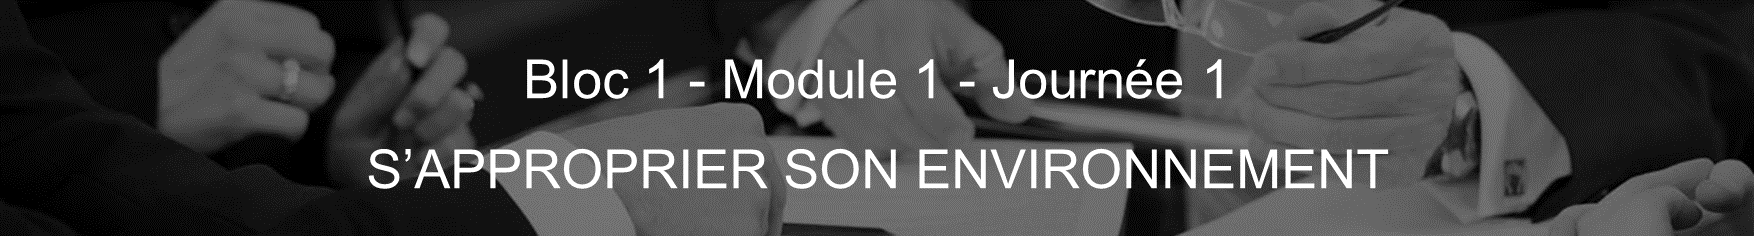 Bloc 1 - Module 1 - Journée 1
S’APPROPRIER SON ENVIRONNEMENT